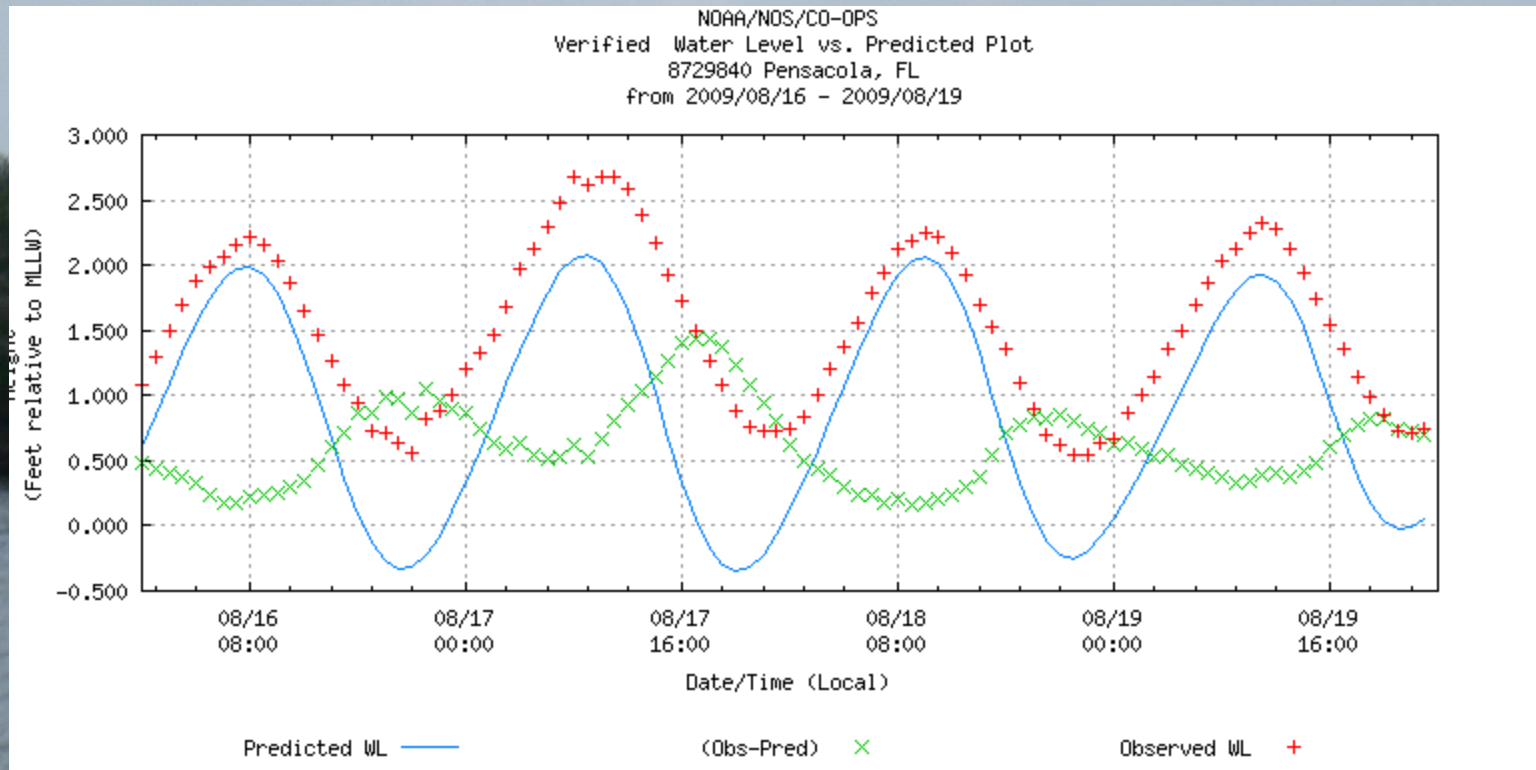 NOAA/NOS/CO-OPS
Verified  Water Level vs. Predicted Plot
8729840 Pensacola, FL
from 2009/08/16 - 2009/08/19
(Feet relative to MLLW)
3.000
2.500
2.000
1.500
1.000
0.500
0.000
-0.500
08/16 08/17 08/17 08/18 08/19 08/19
08:00 00:00 16:00 08:00 00:00 16:00
Date/Time (Local)
Predicted WL (Obs-Pred) Observed WL